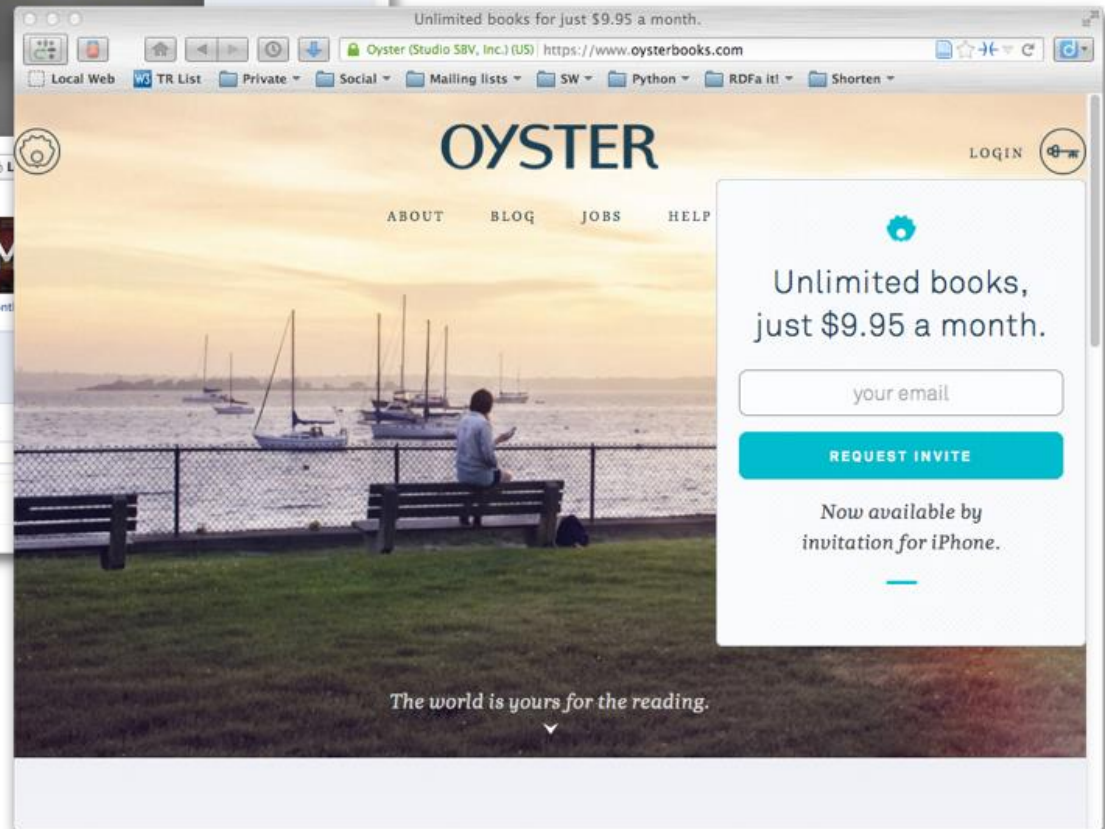 Unlimited books for just $9.95 a month.
Oyster (Studio SBV, Inc.) (US) https://www.oysterbooks.com
Local Web W3 TR List Private Social Mailing lists SW Python RDFa it! Shorten
OYSTER
LOGIN
ABOUT BLOG JOBS HELP
Unlimited books,
just $9.95 a month.
your email
REQUEST INVITE
Now available by
invitation for iPhone.
The world is yours for the reading.